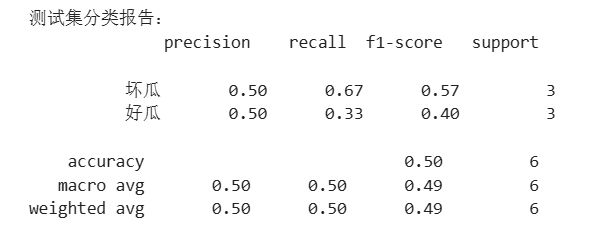 测试集分类报告:
precision recall f1-score support
坏瓜 0.50 0.67 0.57 3
好瓜 0.50 0.33 0.40 3
accuracy 0.50 6
macro avg 0.50 0.50 0.49 6
weighted avg 0.50 0.50 0.49 6